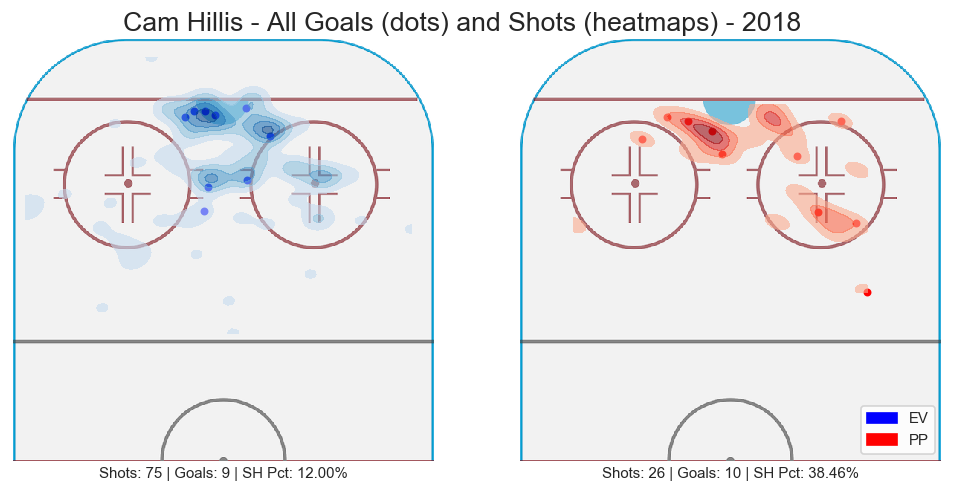 Cam Hillis - All Goals (dots) and Shots (heatmaps) - 2018
EV
PP
Shots: 75 | Goals: 9 | SH Pct: 12.00%
Shots: 26 | Goals: 10 | SH Pct: 38.46%